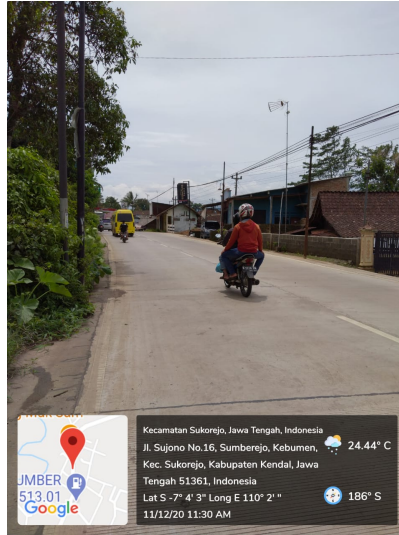 Kecamatan Sukorejo, Jawa Tengah, Indonesia
Jl. Sujono No.16, Sumberejo, Kebumen,
Kec. Sukorejo, Kabupaten Kendal, Jawa
Tengah 51361, Indonesia
Lat S -7° 4' 3" Long E 110° 2' "
11/12/20 11:30 AM
24.44° C
186° S
JMBER
513.01
Google